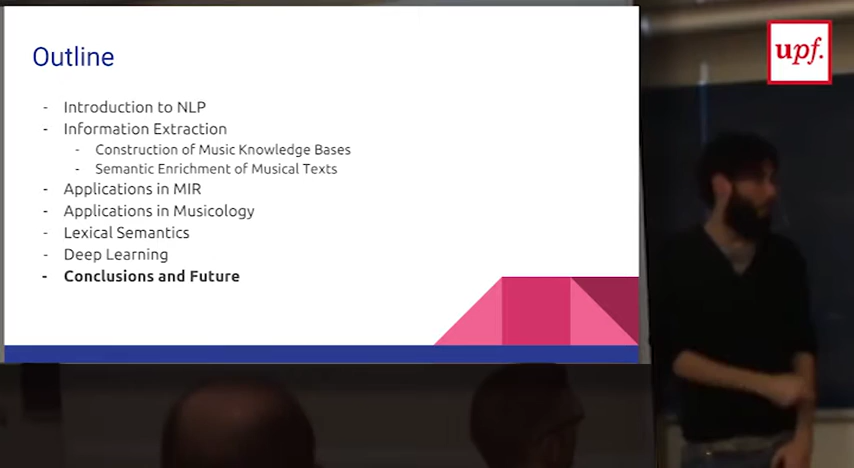 Outline
- Introduction to NLP
- Information Extraction
- Construction of Music Knowledge Bases
- Semantic Enrichment of Musical Texts
- Applications in MIR
- Applications in Musicology
- Lexical Semantics
- Deep Learning
- Conclusions and Future
upf.